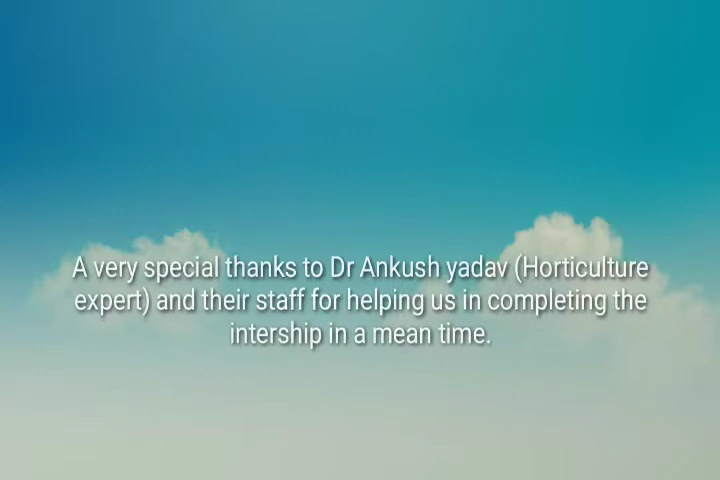 A very special thanks to Dr Ankush yadav (Horticulture
expert) and their staff for helping us in completing the
intership in a mean time.